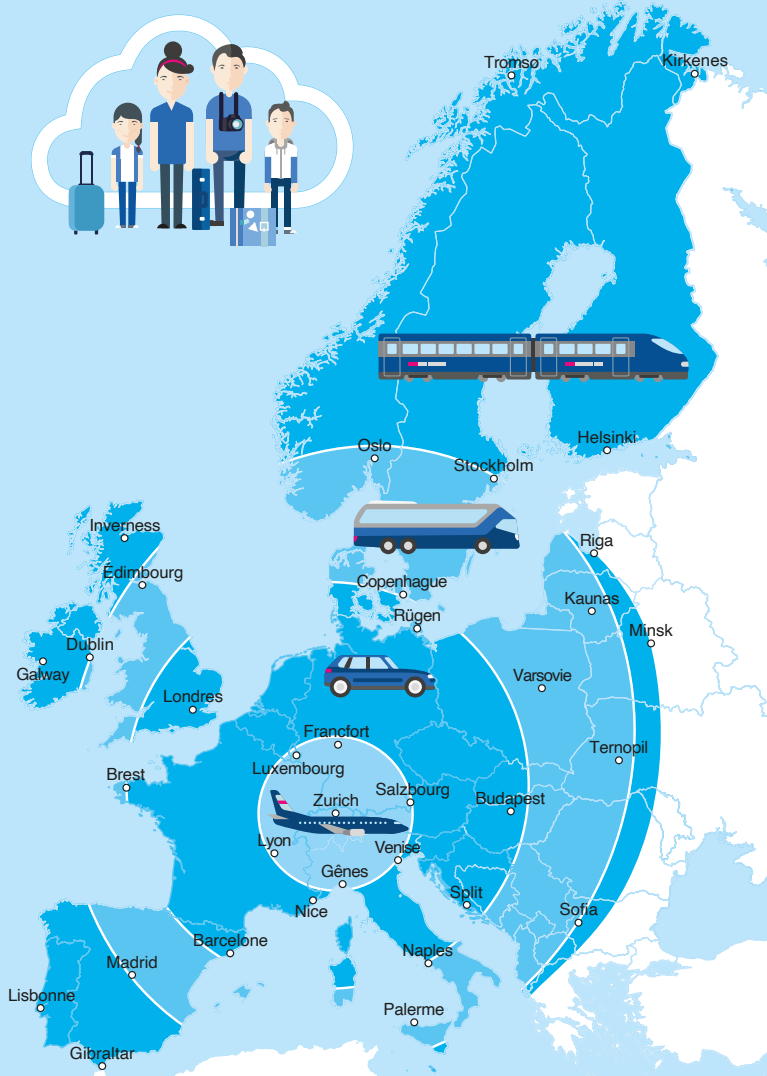 Tromsø
Kirkenes
Oslo
Helsinki
Stockholm
Inverness
Riga
Édimbourg
Copenhague
Kaunas
Rügen
Minsk
Dublin
Galway
Varsovie
Londres
Francfort
Ternopil
Luxembourg
Brest
Salzbourg
Zurich
Budapest
Lyon
Venise
Gênes
Split
Nice
Sofia
Barcelone
Naples
Madrid
Lisbonne
Palerme
Gibraltar